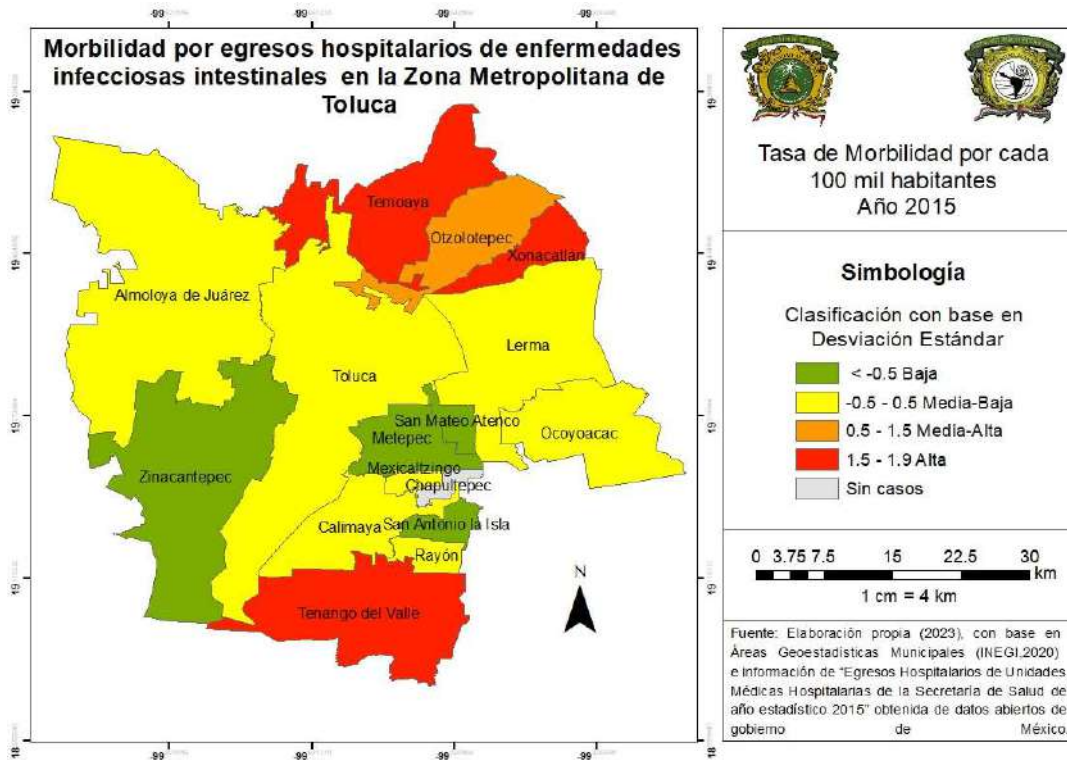 Morbilidad por egresos hospitalarios de enfermedades
infecciosas intestinales en la Zona Metropolitana de
Toluca
Temoaya
Otzolotepec
Xonacatlán
Almoloya de Juárez
Lerma
Toluca
San Mateo Atenco
Metepec
Ocoyoacac
Mexicaltzingo
Zinacantepec
Chapultepec
Calimaya
San Antonio la Isla
Rayón
Tenango del Valle
N
Tasa de Morbilidad por cada
100 mil habitantes
Año 2015
Simbología
Clasificación con base en
Desviación Estándar
< -0.5 Baja
-0.5 - 0.5 Media-Baja
0.5 - 1.5 Media-Alta
1.5 - 1.9 Alta
Sin casos
0 3.75 7.5 15 22.5 30
km
1 cm = 4 km
Fuente: Elaboración propia (2023), con base en
Áreas Geoestadísticas Municipales (INEGI,2020)
e información de "Egresos Hospitalarios de Unidades
Médicas Hospitalarias de la Secretaría de Salud de
año estadístico 2015" obtenida de datos abiertos de
gobierno de México.